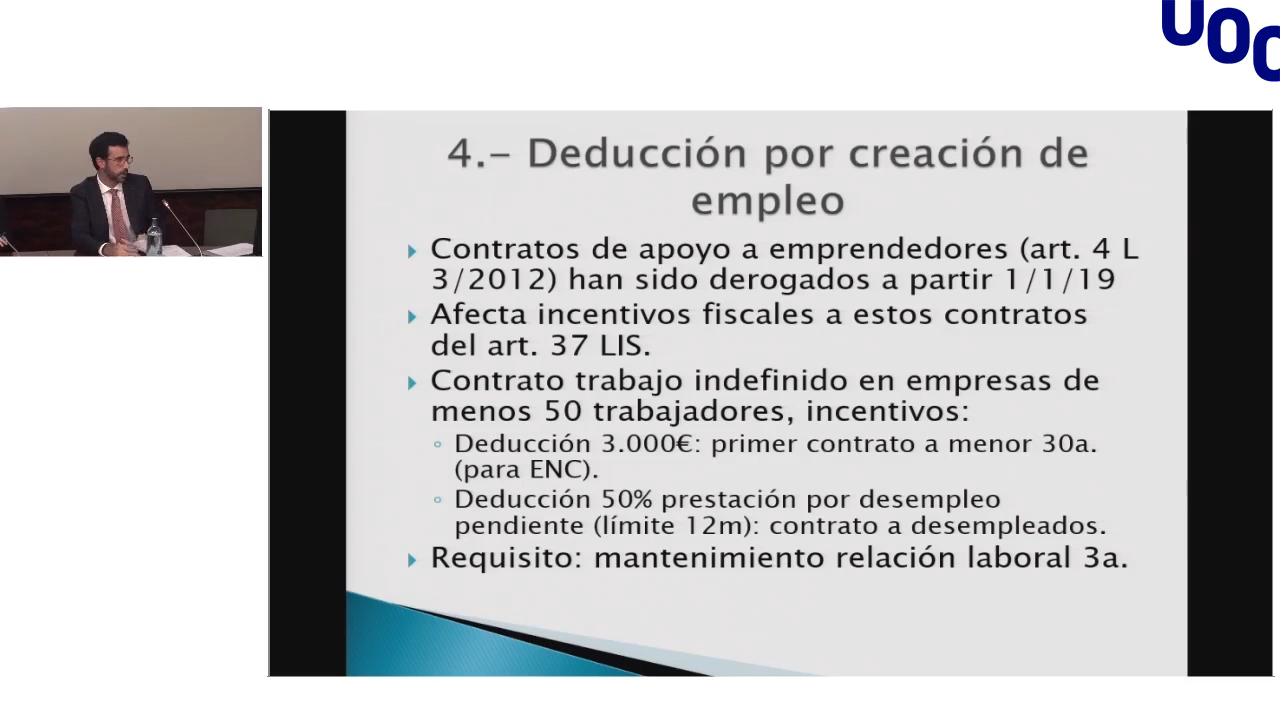 UOC
4.- Deducción por creación de
empleo
Contratos de apoyo a emprendedores (art. 4 L
3/2012) han sido derogados a partir 1/1/19
Afecta incentivos fiscales a estos contratos
del art. 37 LIS.
Contrato trabajo indefinido en empresas de
menos 50 trabajadores, incentivos:
Deducción 3.000€: primer contrato a menor 30a.
(para ENC).
Deducción 50% prestación por desempleo
pendiente (límite 12m): contrato a desempleados.
Requisito: mantenimiento relación laboral 3a.